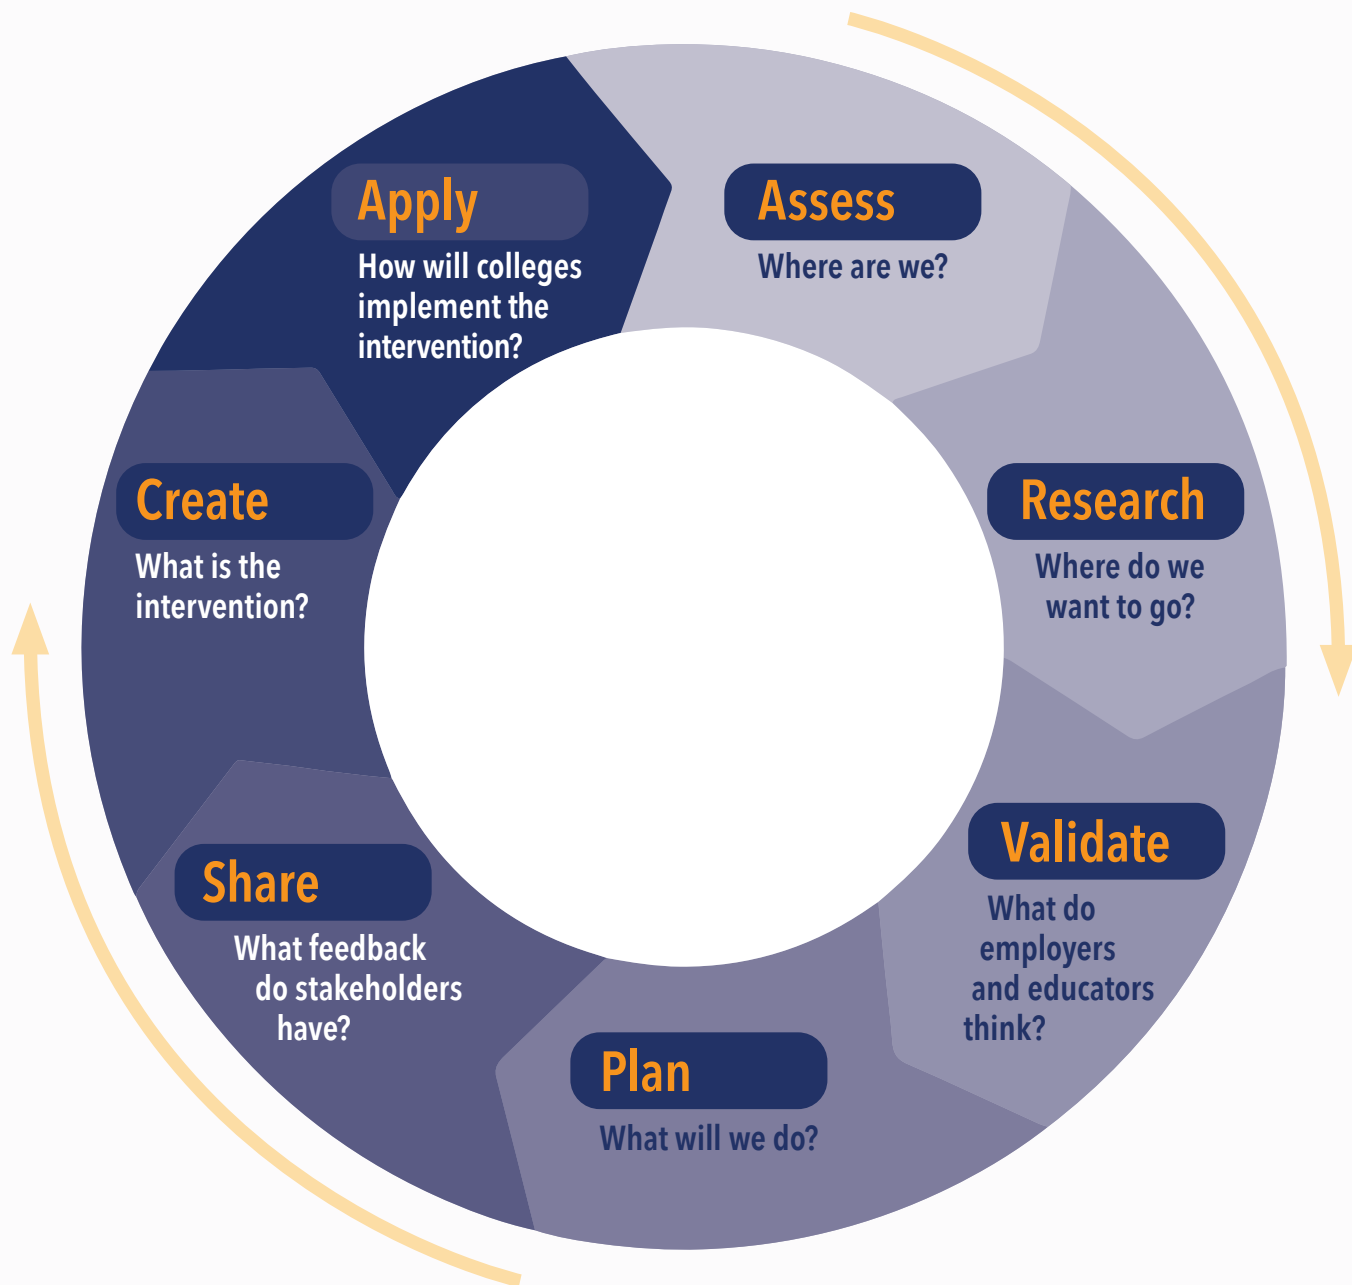 Assess
Where are we?
Research
Where do we
want to go?
Validate
What do
employers
and educators
think?
Plan
What will we do?
Share
What feedback
do stakeholders
have?
Create
What is the
intervention?
Apply
How will colleges
implement the
intervention?